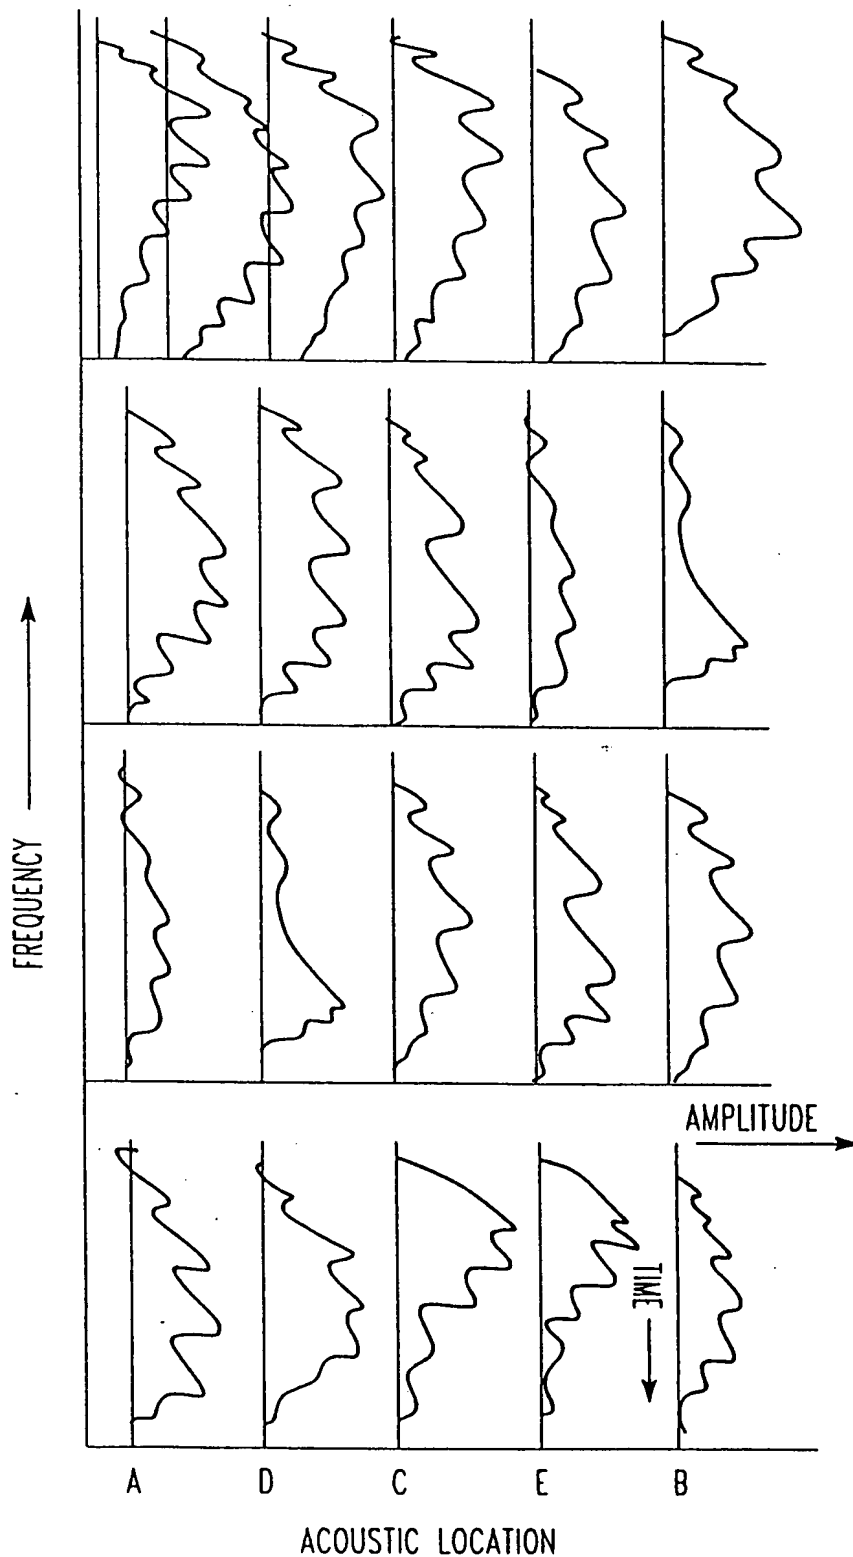 FREQUENCY
AMPLITUDE
TIME
A D C E B
ACOUSTIC LOCATION